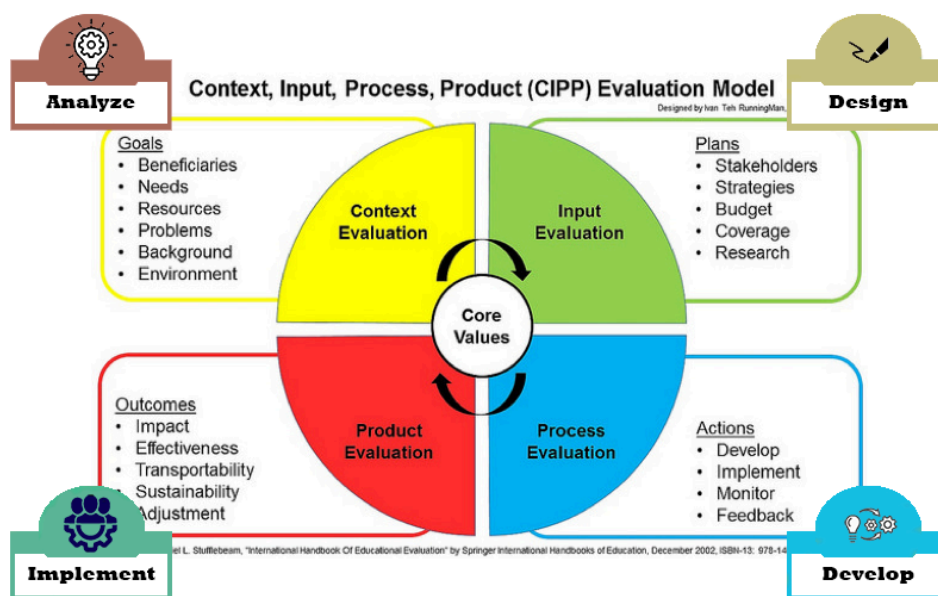 Analyze
Design
Context, Input, Process, Product (CIPP) Evaluation Model
Designed by Ivan Teh RunningMan,
Goals
• Beneficiaries
• Needs
• Resources
• Problems
• Background
• Environment
Context
Evaluation
Input
Evaluation
Plans
• Stakeholders
• Strategies
• Budget
• Coverage
• Research
Core
Values
Outcomes
• Impact
• Effectiveness
• Transportability
• Sustainability
• Adjustment
Product
Evaluation
Process
Evaluation
Actions
• Develop
• Implement
• Monitor
• Feedback
L. Stufflebeam, "International Handbook Of Educational Evaluation" by Springer International Handbooks of Education, December 2002, ISBN-13: 978-14
Implement
Develop